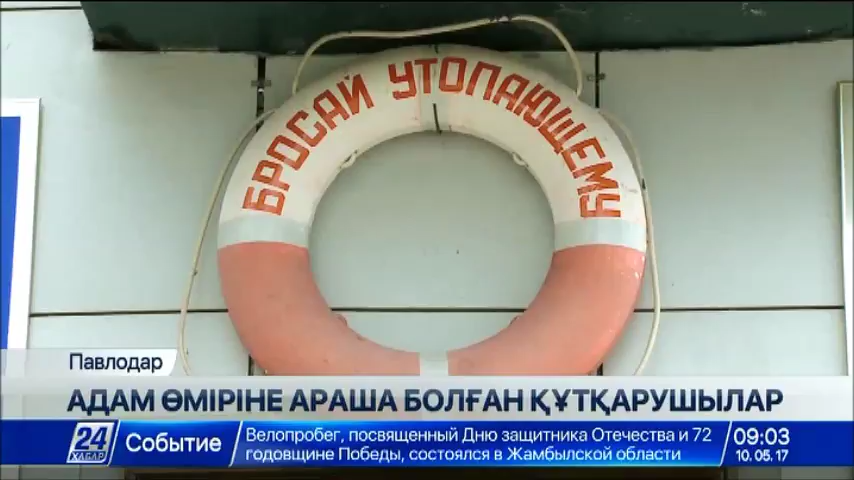 БРОСАЙ УТОПАЮЩЕМУ
Павлодар
АДАМ ӨМІРІНЕ АРАША БОЛҒАН ҚҰТҚАРУШЫЛАР
24
ХАБАР
Событие
Велопробег, посвященный Дню защитника Отечества и 72
годовщине Победы, состоялся в Жамбылской области
09:03
10.05.17